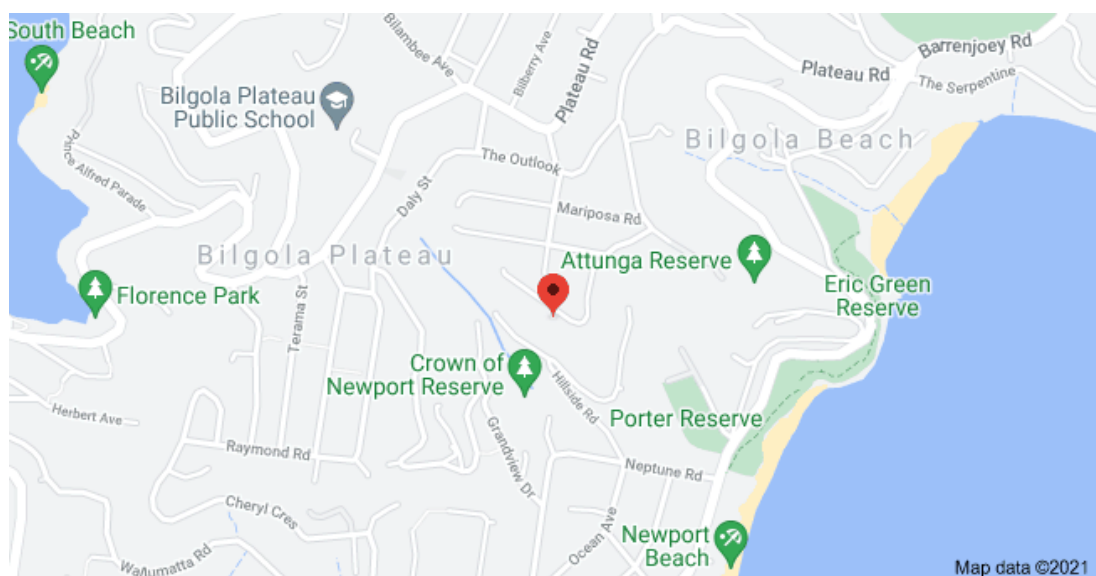 South Beach
Bilambee Ave
Bilberry Ave
Plateau Rd
Barrenjoey Rd
Plateau Rd
The Serpentine
Bilgola Plateau
Public School
Bilgola Beach
Prince Alfred Parade
The Outlook
Daly St
Mariposa Rd
Bilgola Plateau
Attunga Reserve
Eric Green
Reserve
Florence Park
Terama St
Crown of
Newport Reserve
Hillside Rd
Porter Reserve
Herbert Ave
Grandview Dr
Raymond Rd
Neptune Rd
Cheryl Cres
Ocean Ave
Newport
Beach
Wallumatta Rd
Map data ©2021